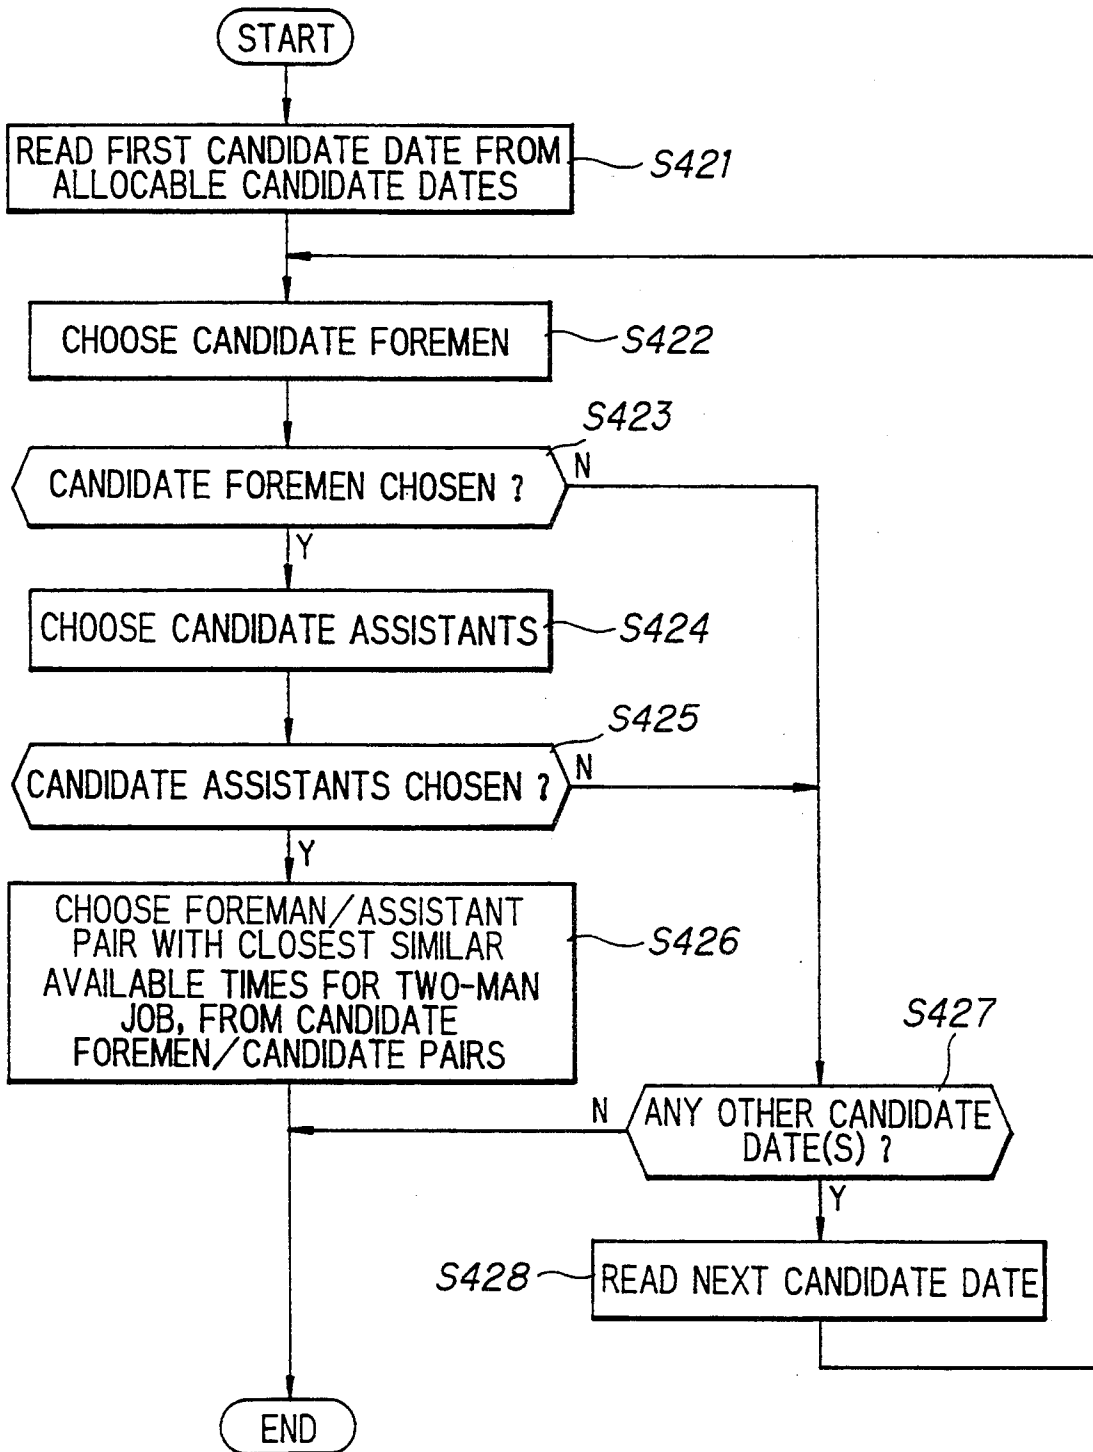 START
READ FIRST CANDIDATE DATE FROM
ALLOCABLE CANDIDATE DATES
S421
CHOOSE CANDIDATE FOREMEN
S422
S423
CANDIDATE FOREMEN CHOSEN ?
N
Y
CHOOSE CANDIDATE ASSISTANTS
S424
S425
CANDIDATE ASSISTANTS CHOSEN ?
N
Y
CHOOSE FOREMAN/ASSISTANT
PAIR WITH CLOSEST SIMILAR
AVAILABLE TIMES FOR TWO-MAN
JOB, FROM CANDIDATE
FOREMEN/CANDIDATE PAIRS
S426
S427
ANY OTHER CANDIDATE
DATE(S) ?
N
Y
S428
READ NEXT CANDIDATE DATE
END